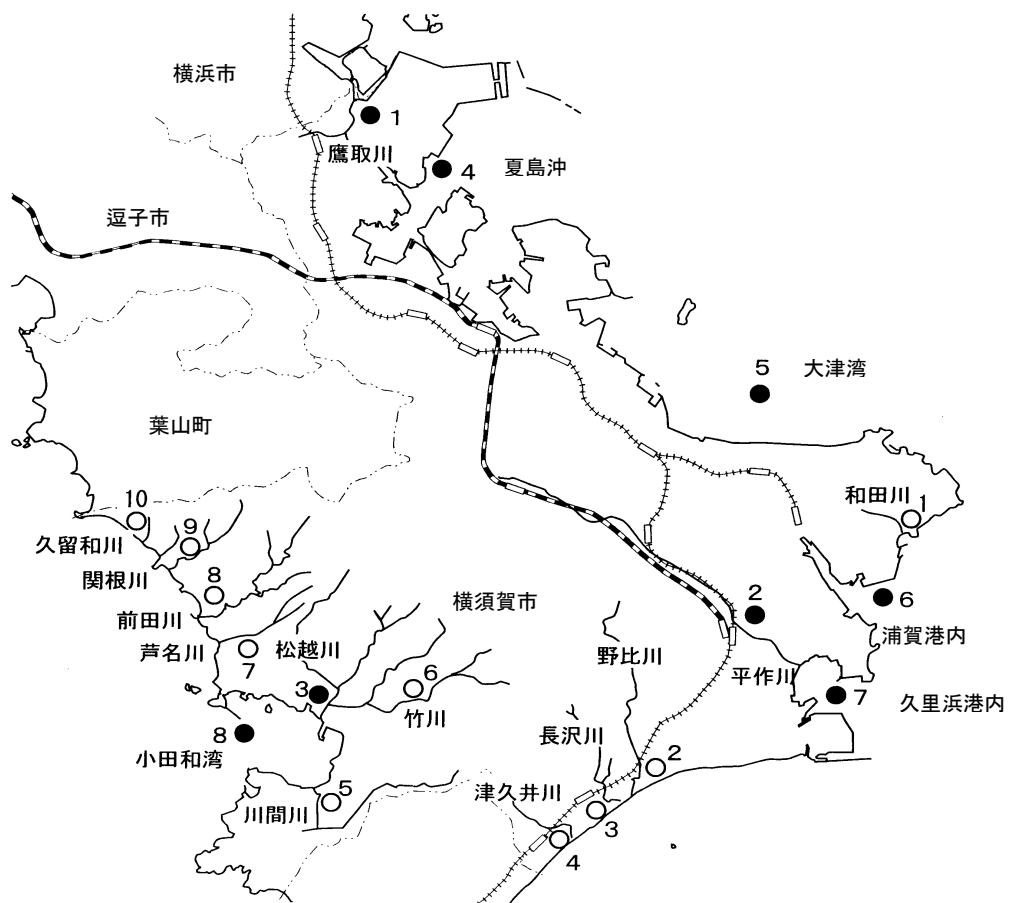 横浜市
1
鷹取川
4
夏島沖
逗子市
5
大津湾
葉山町
10
9
和田川
1
久留和川
関根川
8
2
横須賀市
6
前田川
浦賀港内
芦名川
松越川
7
野比川
3
6
平作川
7
竹川
久里浜港内
8
長沢川
小田和湾
2
津久井川
5
川間川
3
4